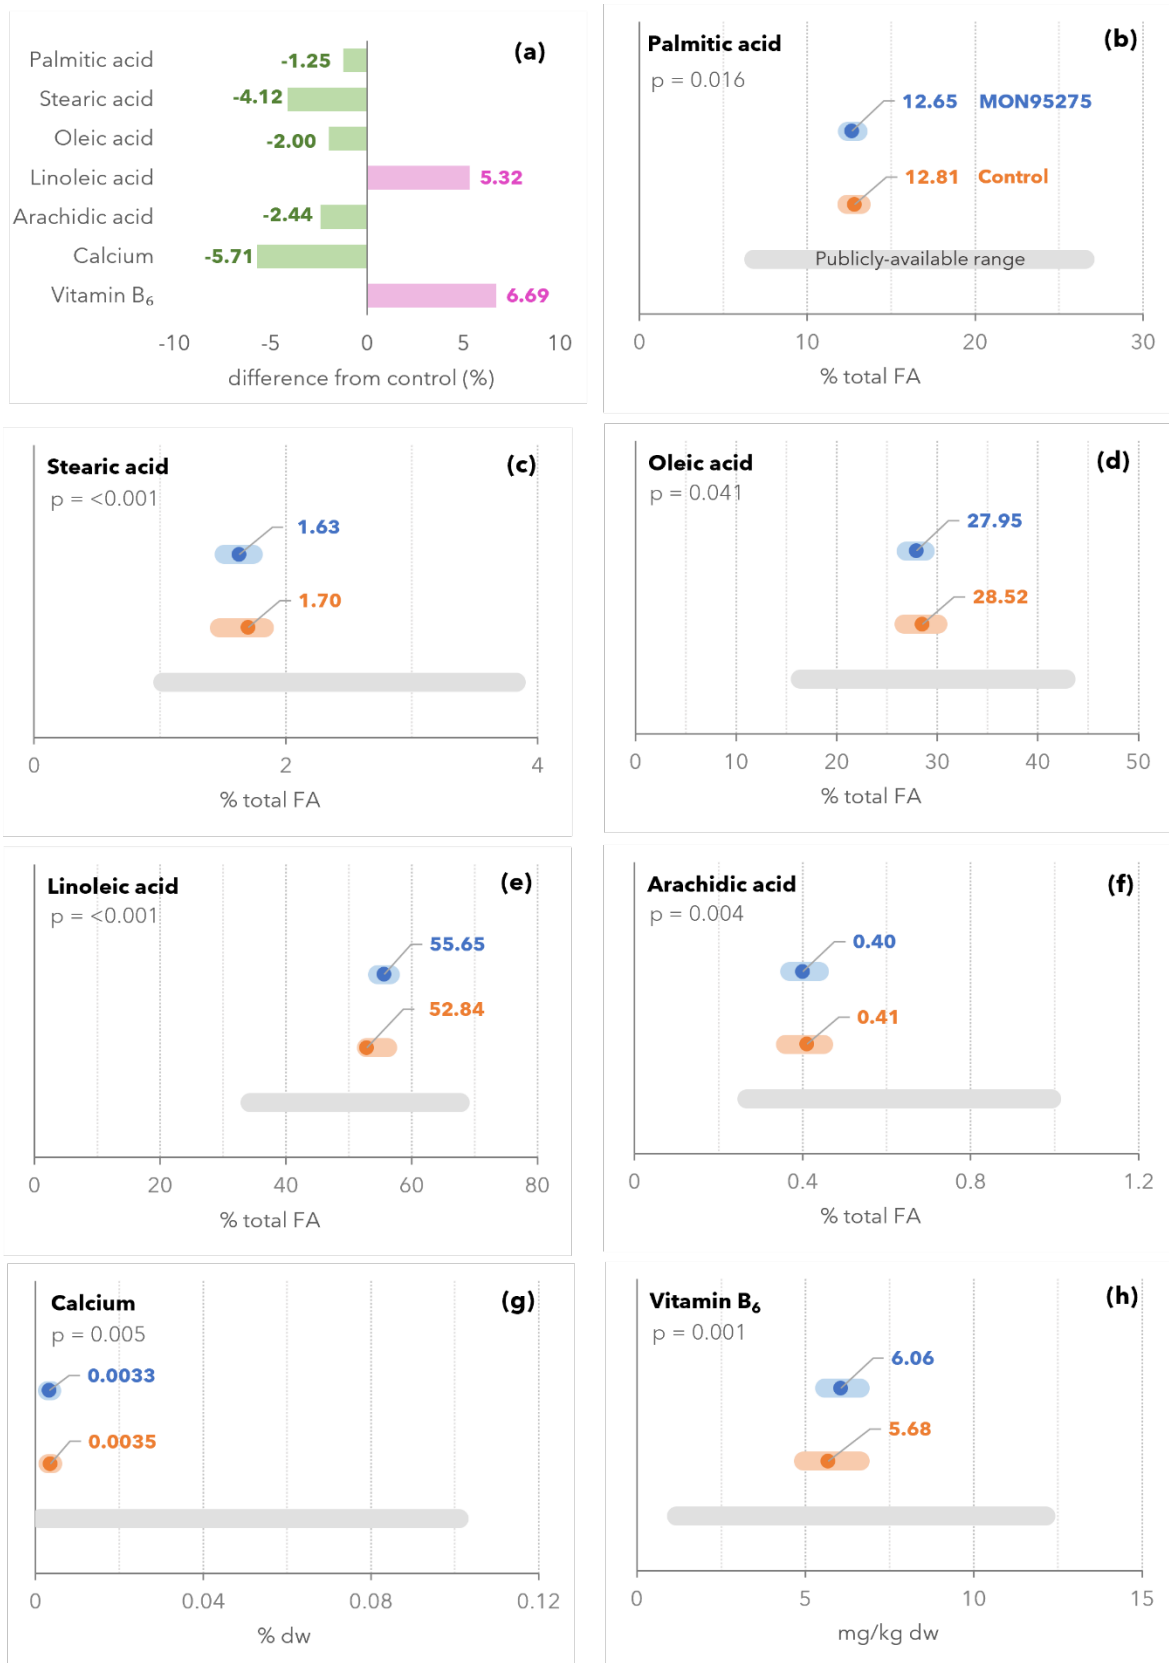 (a)
Palmitic acid -1.25
Stearic acid -4.12
Oleic acid -2.00
Linoleic acid 5.32
Arachidic acid -2.44
Calcium -5.71
Vitamin B₆ 6.69
-10 -5 0 5 10
difference from control (%)
Palmitic acid (b)
p = 0.016
12.65 MON95275
12.81 Control
Publicly-available range
0 10 20 30
% total FA
Stearic acid (c)
p = <0.001
1.63
1.70
0 2 4
% total FA
Oleic acid (d)
p = 0.041
27.95
28.52
0 10 20 30 40 50
% total FA
Linoleic acid (e)
p = <0.001
55.65
52.84
0 20 40 60 80
% total FA
Arachidic acid (f)
p = 0.004
0.40
0.41
0 0.4 0.8 1.2
% total FA
Calcium (g)
p = 0.005
0.0033
0.0035
0 0.04 0.08 0.12
% dw
Vitamin B₆ (h)
p = 0.001
6.06
5.68
0 5 10 15
mg/kg dw